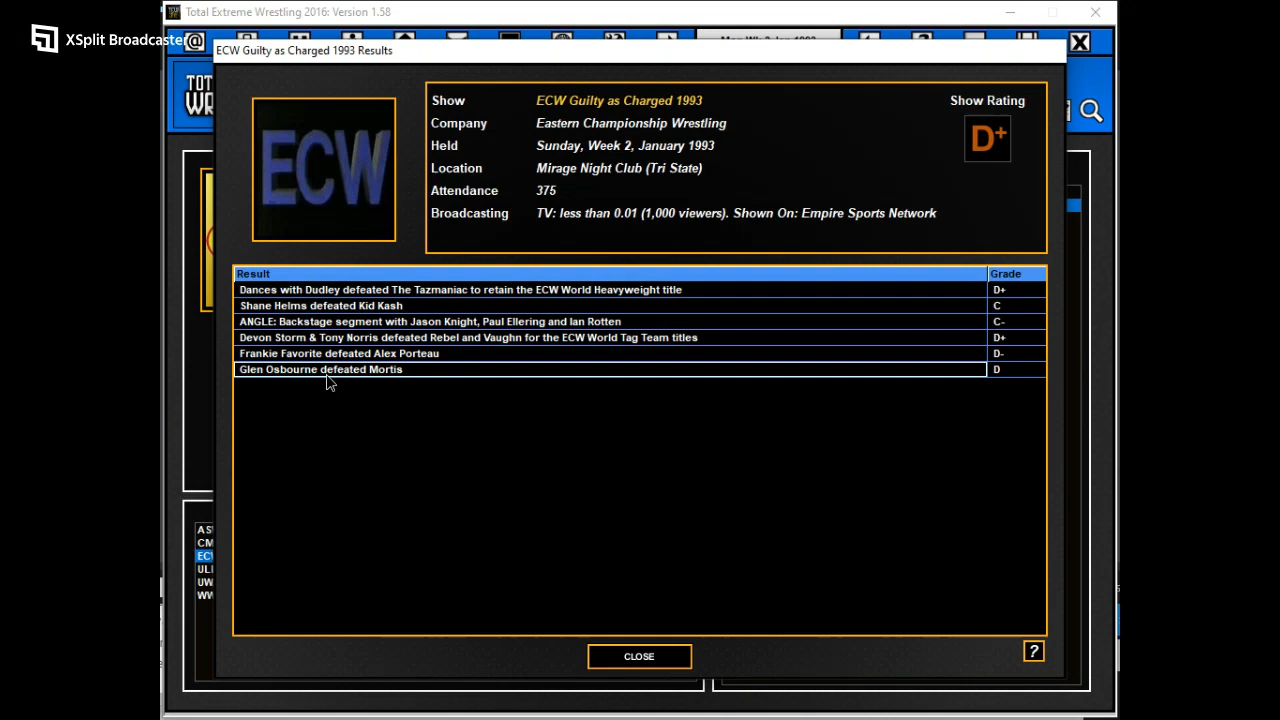 Total Extreme Wrestling 2016: Version 1.58
XSplit Broadcaster
@
X
ECW Guilty as Charged 1993 Results
ECW
Show ECW Guilty as Charged 1993 Show Rating
Company Eastern Championship Wrestling D+
Held Sunday, Week 2, January 1993
Location Mirage Night Club (Tri State)
Attendance 375
Broadcasting TV: less than 0.01 (1,000 viewers). Shown On: Empire Sports Network
Result Grade
Dances with Dudley defeated The Tazmaniac to retain the ECW World Heavyweight title D+
Shane Helms defeated Kid Kash C
ANGLE: Backstage segment with Jason Knight, Paul Ellering and Ian Rotten C-
Devon Storm & Tony Norris defeated Rebel and Vaughn for the ECW World Tag Team titles D+
Frankie Favorite defeated Alex Porteau D-
Glen Osbourne defeated Mortis D
CLOSE ?